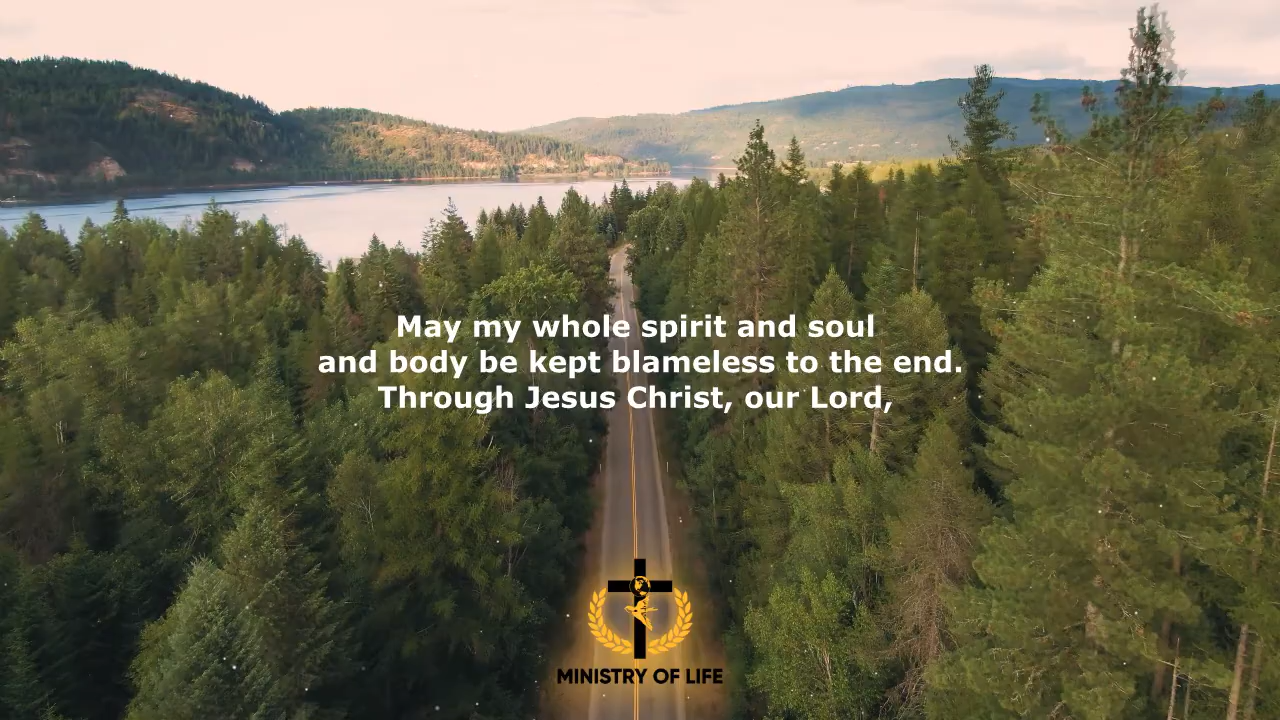 May my whole spirit and soul
and body be kept blameless to the end.
Through Jesus Christ, our Lord,
MINISTRY OF LIFE